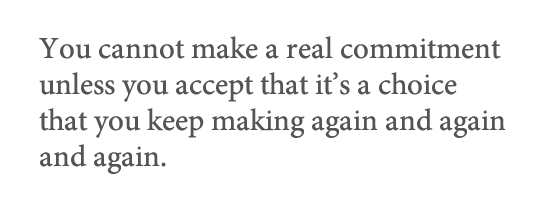 You cannot make a real commitment
unless you accept that it’s a choice
that you keep making again and again
and again.